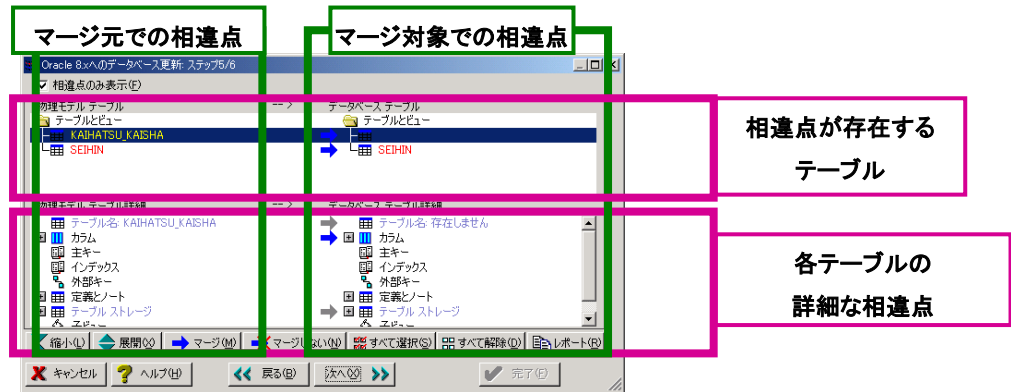 マージ元での相違点
マージ対象での相違点
Oracle 8.xへのデータベース更新: ステップ5/6
相違点のみ表示(F)
物理モデル テーブル --> データベース テーブル
テーブルとビュー テーブルとビュー
KAIHATSU_KAISHA
SEIHIN SEIHIN
相違点が存在する
テーブル
物理モデル テーブル詳細 --> データベース テーブル詳細
テーブル名: KAIHATSU_KAISHA テーブル名: 存在しません
カラム カラム
主キー 主キー
インデックス インデックス
外部キー 外部キー
定義とノート 定義とノート
テーブル ストレージ テーブル ストレージ
子ビュー 子ビュー
各テーブルの
詳細な相違点
縮小(L) 展開(X) マージ(M) マージしない(N) すべて選択(S) すべて解除(D) レポート(R)
キャンセル ヘルプ(H) 戻る(B) 次へ(X) 完了(F)